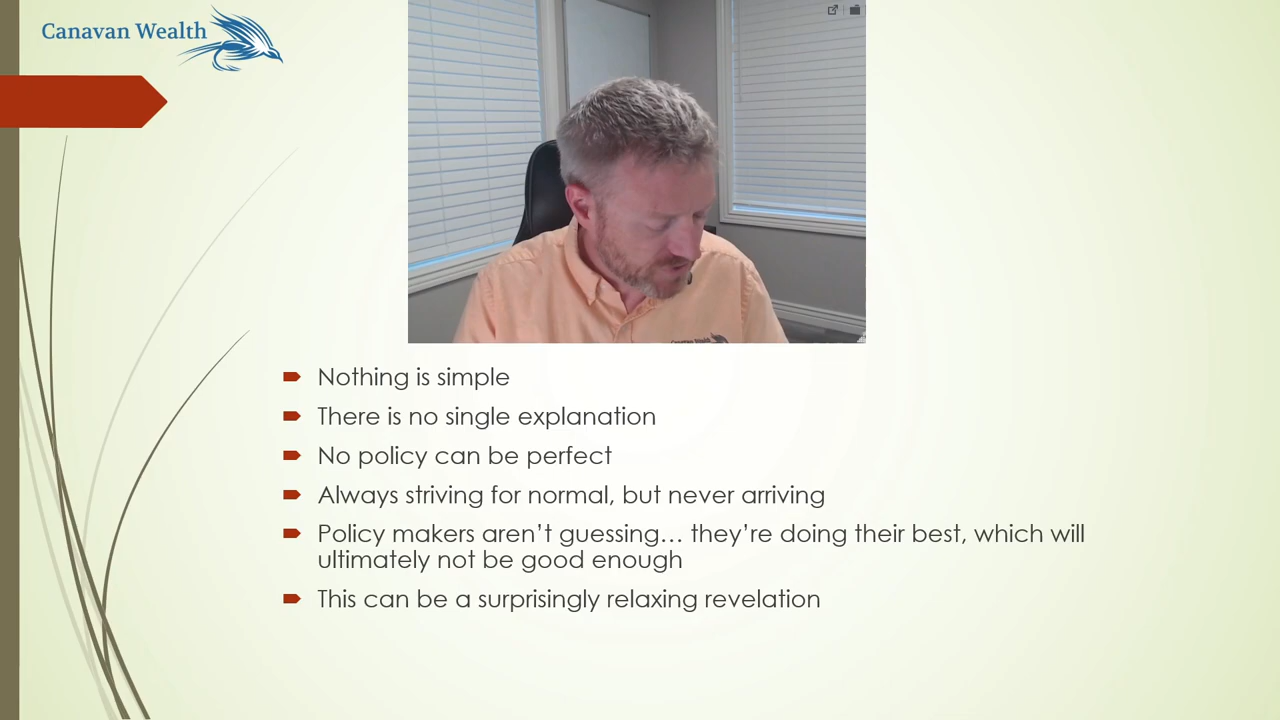 Canavan Wealth
Nothing is simple
There is no single explanation
No policy can be perfect
Always striving for normal, but never arriving
Policy makers aren’t guessing… they’re doing their best, which will
ultimately not be good enough
This can be a surprisingly relaxing revelation